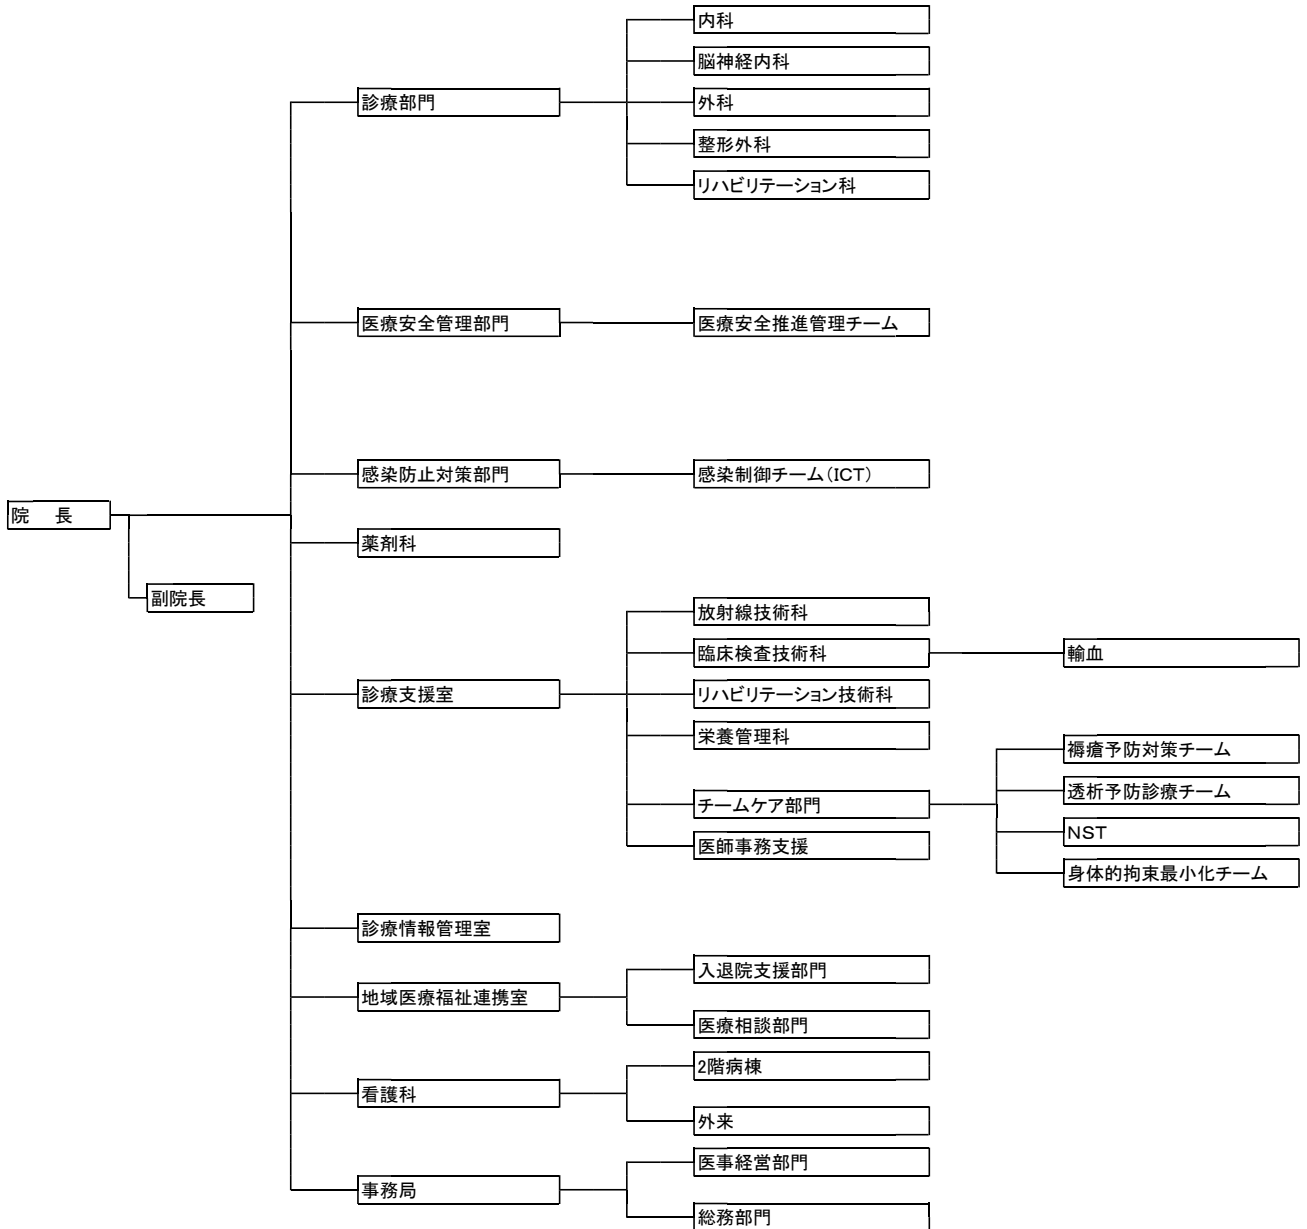 内科
脳神経内科
診療部門
外科
整形外科
リハビリテーション科
医療安全管理部門
医療安全推進管理チーム
感染防止対策部門
感染制御チーム(ICT)
院　長
薬剤科
副院長
放射線技術科
臨床検査技術科
輸血
診療支援室
リハビリテーション技術科
栄養管理科
褥瘡予防対策チーム
透析予防診療チーム
チームケア部門
NST
医師事務支援
身体的拘束最小化チーム
診療情報管理室
入退院支援部門
地域医療福祉連携室
医療相談部門
2階病棟
看護科
外来
医事経営部門
事務局
総務部門